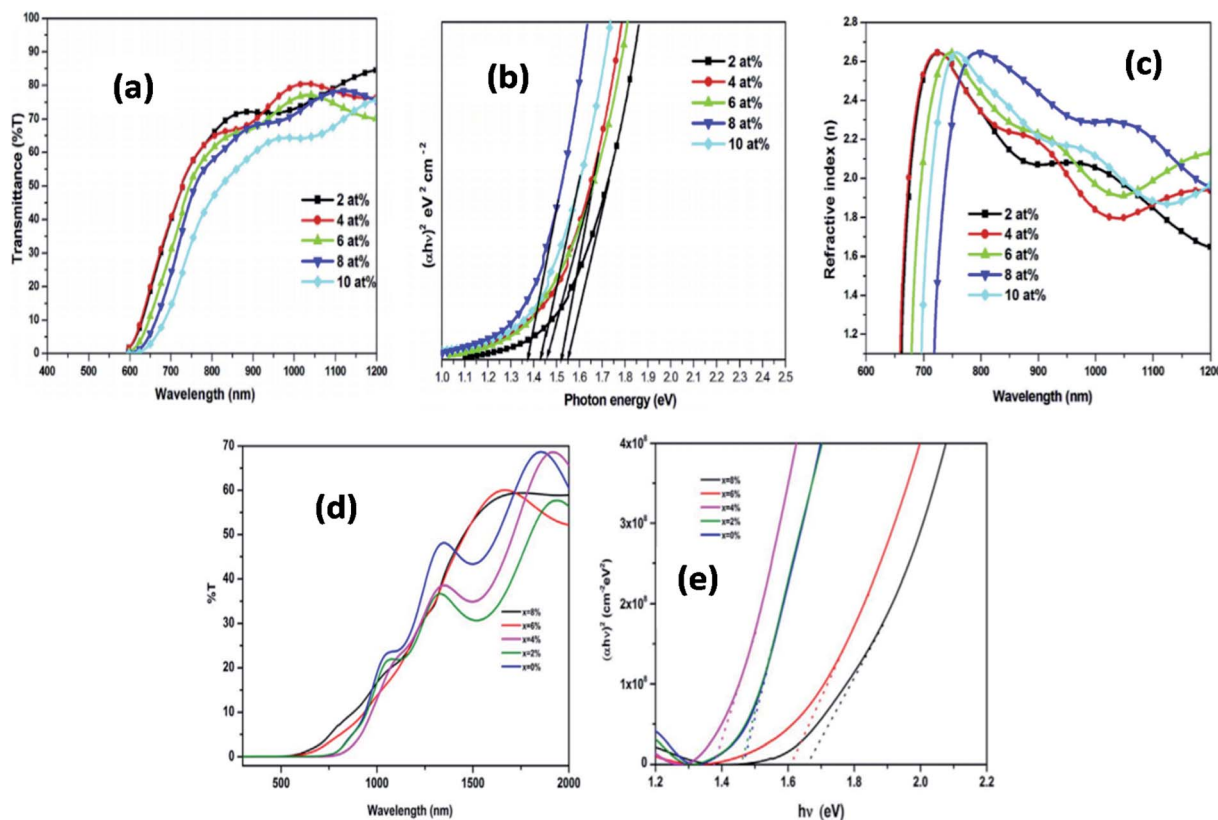 (a)
Transmittance (%T)
100
90
80
70
60
50
40
30
20
10
0
2 at%
4 at%
6 at%
8 at%
10 at%
400 500 600 700 800 900 1000 1100 1200
Wavelength (nm)
(b)
(αhν)² eV² cm⁻²
2 at%
4 at%
6 at%
8 at%
10 at%
1.0 1.1 1.2 1.3 1.4 1.5 1.6 1.7 1.8 1.9 2.0 2.1 2.2 2.3 2.4 2.5
Photon energy (eV)
(c)
Refractive index (n)
2.8
2.6
2.4
2.2
2.0
1.8
1.6
1.4
1.2
2 at%
4 at%
6 at%
8 at%
10 at%
600 700 800 900 1000 1100 1200
Wavelength (nm)
(d)
%T
70
60
50
40
30
20
10
0
x=8%
x=6%
x=4%
x=2%
x=0%
500 1000 1500 2000
Wavelength (nm)
(e)
(αhν)² (cm⁻²eV²)
4x10⁸
3x10⁸
2x10⁸
1x10⁸
0
x=8%
x=6%
x=4%
x=2%
x=0%
1.2 1.4 1.6 1.8 2.0 2.2
hν (eV)